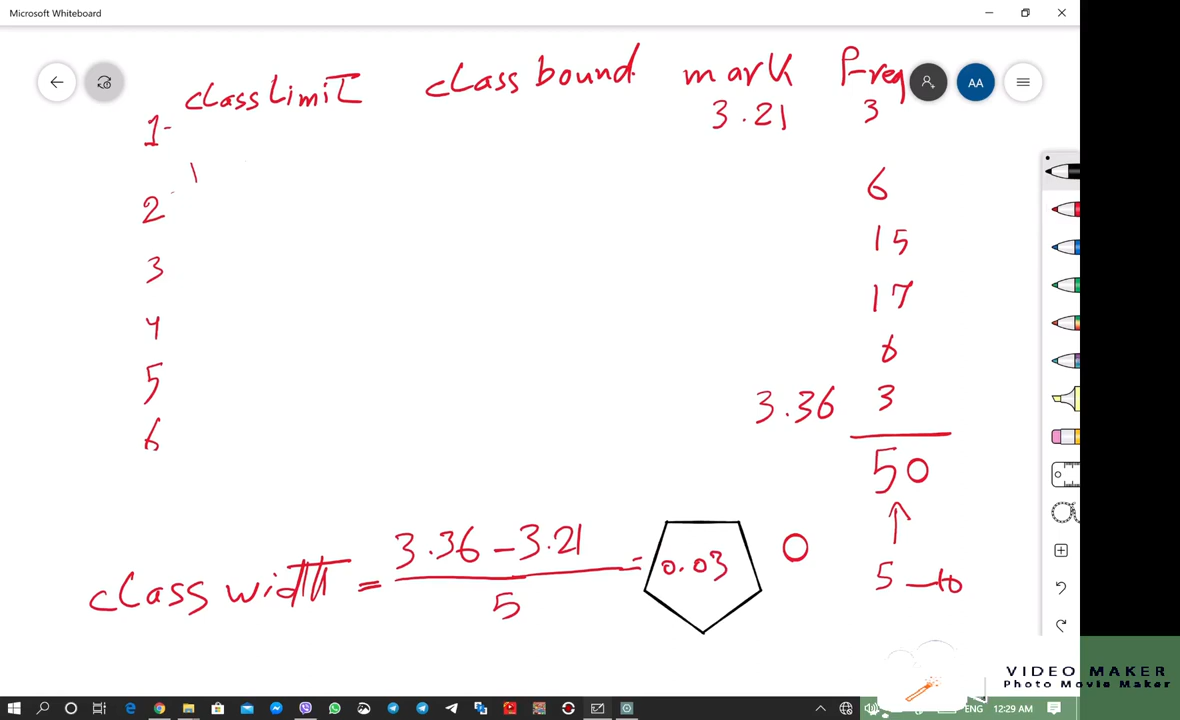 Microsoft Whiteboard
class Limit class bound mark Freq
AA
1- 3.21 3
2 6
3 15
4 17
5 6
6 3.36 3
50
class width = 3.36 - 3.21 / 5 = 0.03 0
5 - to
VIDEO MAKER
Photo Movie Maker
ENG 12:29 AM